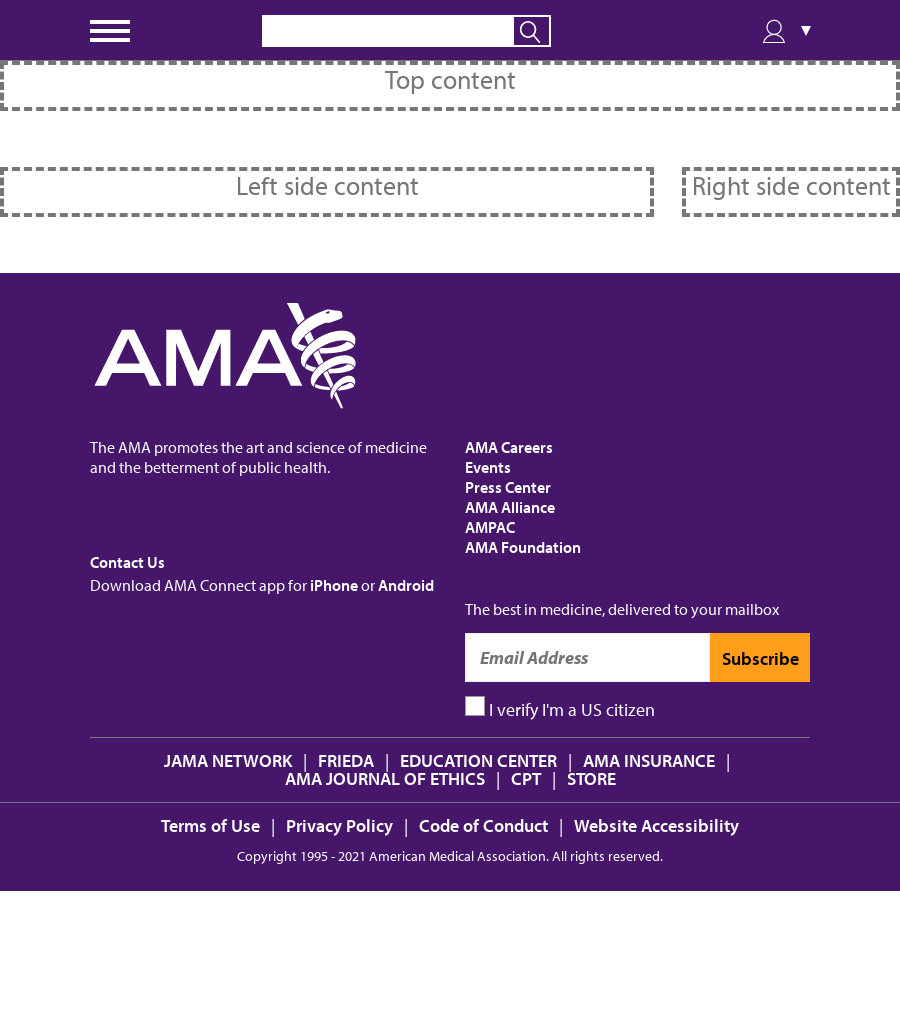 Top content
Left side content
Right side content
AMA
The AMA promotes the art and science of medicine
and the betterment of public health.
Contact Us
Download AMA Connect app for iPhone or Android
AMA Careers
Events
Press Center
AMA Alliance
AMPAC
AMA Foundation
The best in medicine, delivered to your mailbox
Email Address
Subscribe
I verify I'm a US citizen
JAMA NETWORK | FRIEDA | EDUCATION CENTER | AMA INSURANCE |
AMA JOURNAL OF ETHICS | CPT | STORE
Terms of Use | Privacy Policy | Code of Conduct | Website Accessibility
Copyright 1995 - 2021 American Medical Association. All rights reserved.